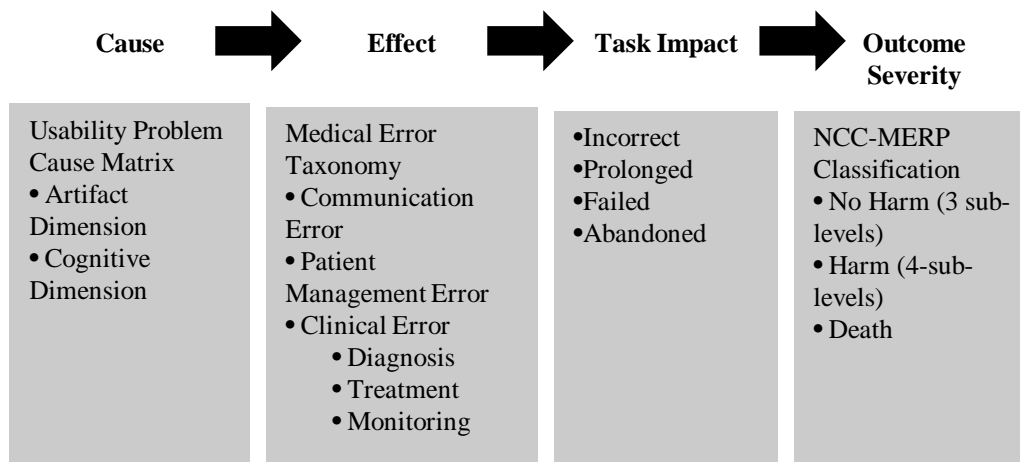 Cause
Effect
Task Impact
Outcome
Severity
Usability Problem
Cause Matrix
• Artifact
Dimension
• Cognitive
Dimension
Medical Error
Taxonomy
• Communication
Error
• Patient
Management Error
• Clinical Error
• Diagnosis
• Treatment
• Monitoring
•Incorrect
•Prolonged
•Failed
•Abandoned
NCC-MERP
Classification
• No Harm (3 sub-
levels)
• Harm (4-sub-
levels)
• Death